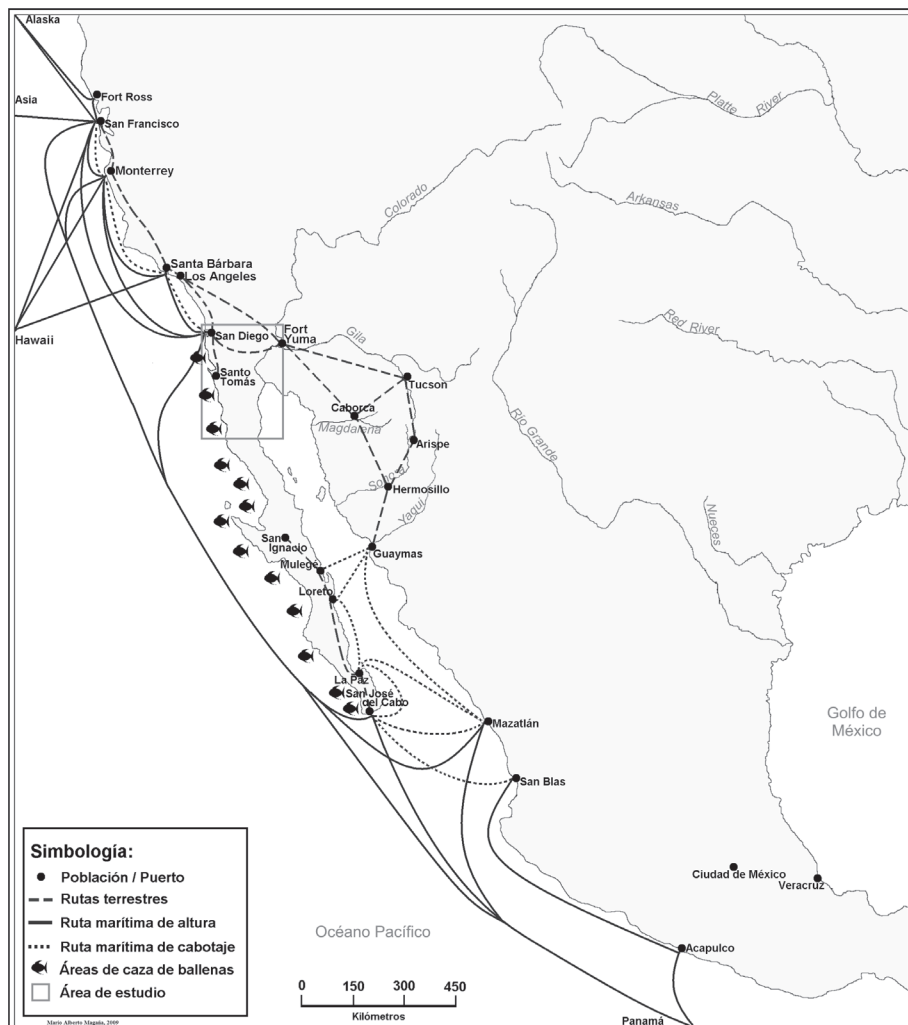 Alaska
Asia
Fort Ross
San Francisco
Monterrey
Platte River
Colorado
Arkansas
Santa Bárbara
Los Angeles
Hawaii
San Diego
Fort
Yuma
Gila
Red River
Santo
Tomás
Tucson
Caborca
Magdalena
Arispe
Río Grande
Sonora
Hermosillo
Yaqui
Nueces
San
Ignacio
Guaymas
Mulegé
Loreto
La Paz
San José
del Cabo
Mazatlán
Golfo de
México
San Blas
Simbología:
Población / Puerto
Rutas terrestres
Ruta marítima de altura
Ruta marítima de cabotaje
Áreas de caza de ballenas
Área de estudio
Ciudad de México
Veracruz
Océano Pacífico
Acapulco
0 150 300 450
Kilómetros
Panamá
Mario Alberto Magaña, 2009